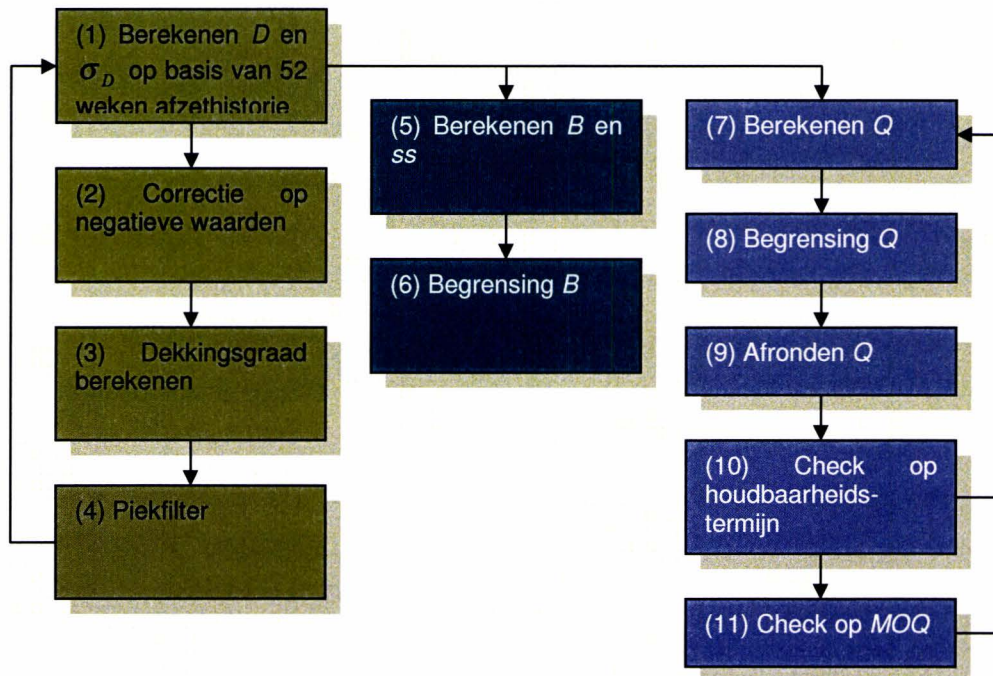 (1) Berekenen D en
σ_D op basis van 52
weken afzethistorie
(2) Correctie op
negatieve waarden
(3) Dekkingsgraad
berekenen
(4) Piekfilter
(5) Berekenen B en
ss
(6) Begrensing B
(7) Berekenen Q
(8) Begrensing Q
(9) Afronden Q
(10) Check op
houdbaarheids-
termijn
(11) Check op MOQ